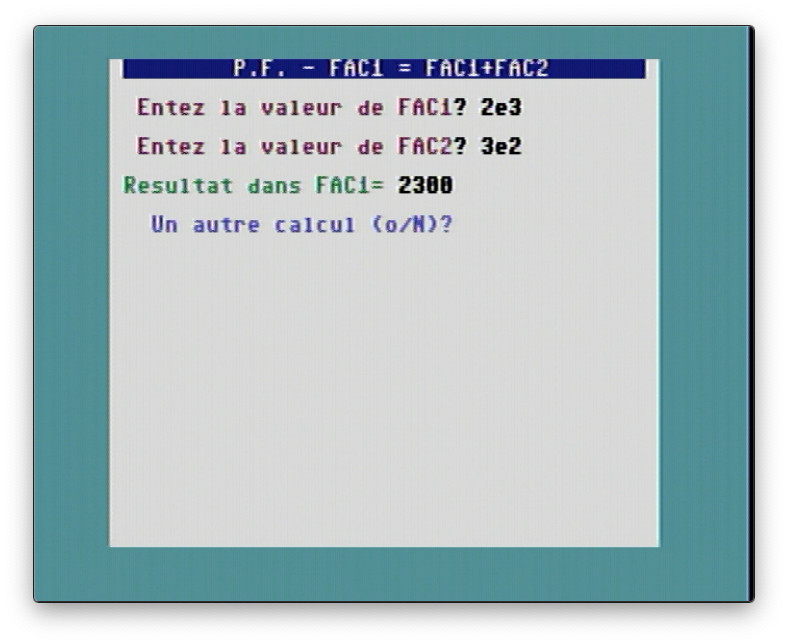 P.F. - FAC1 = FAC1+FAC2
Entez la valeur de FAC1? 2e3
Entez la valeur de FAC2? 3e2
Resultat dans FAC1= 2300
Un autre calcul (o/N)?